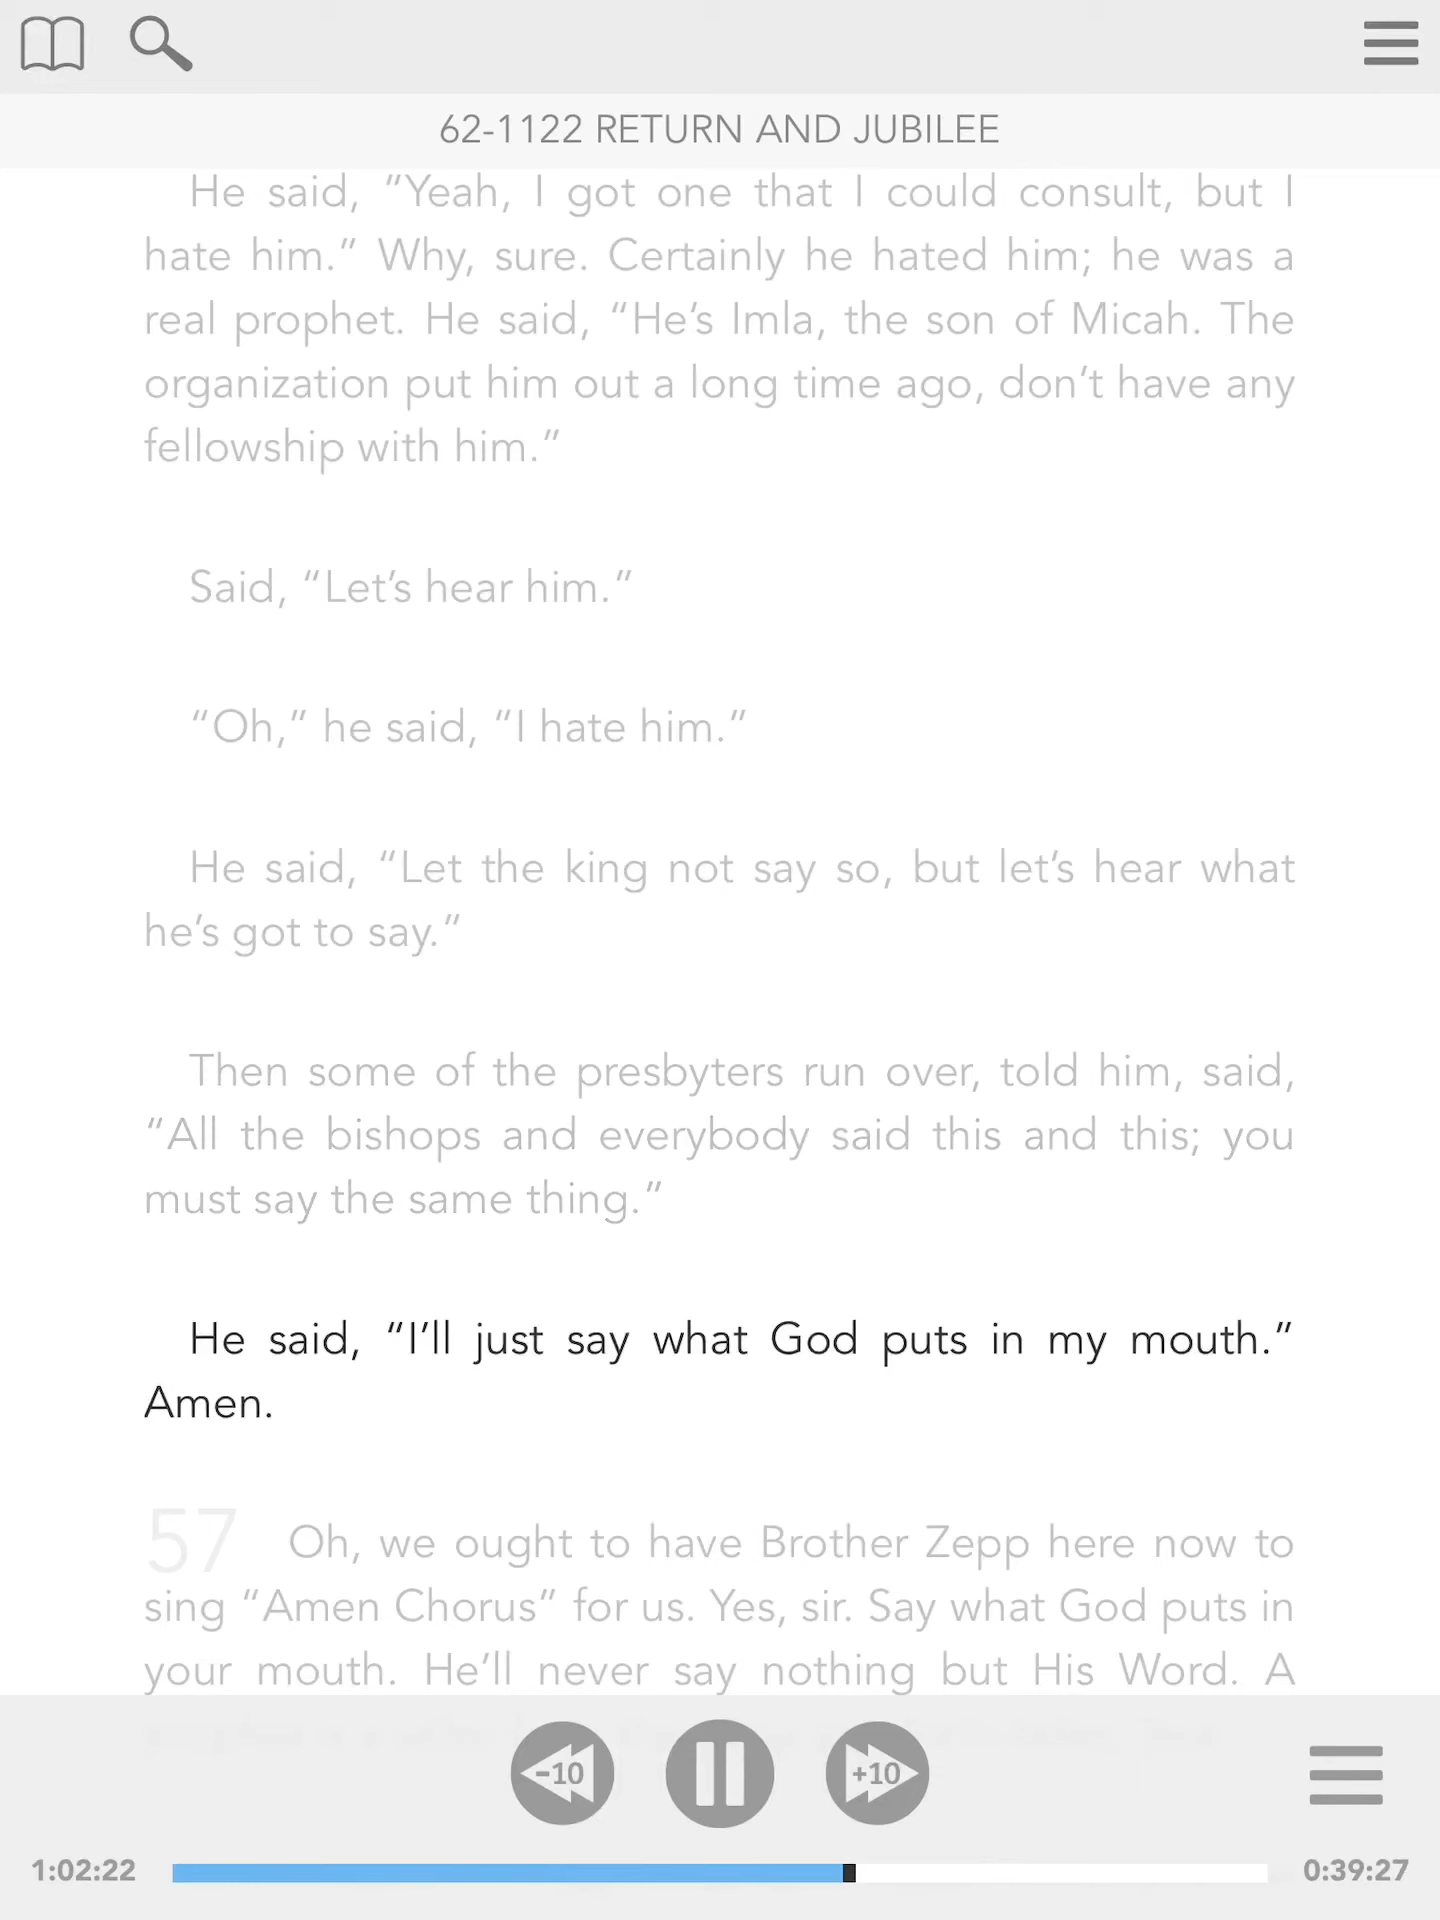 62-1122 RETURN AND JUBILEE
He said, “Yeah, I got one that I could consult, but I
hate him.” Why, sure. Certainly he hated him; he was a
real prophet. He said, “He’s Imla, the son of Micah. The
organization put him out a long time ago, don’t have any
fellowship with him.”
Said, “Let’s hear him.”
“Oh,” he said, “I hate him.”
He said, “Let the king not say so, but let’s hear what
he’s got to say.”
Then some of the presbyters run over, told him, said,
“All the bishops and everybody said this and this; you
must say the same thing.”
He said, “I’ll just say what God puts in my mouth.”
Amen.
57 Oh, we ought to have Brother Zepp here now to
sing “Amen Chorus” for us. Yes, sir. Say what God puts in
your mouth. He’ll never say nothing but His Word. A
-10 +10
1:02:22 0:39:27